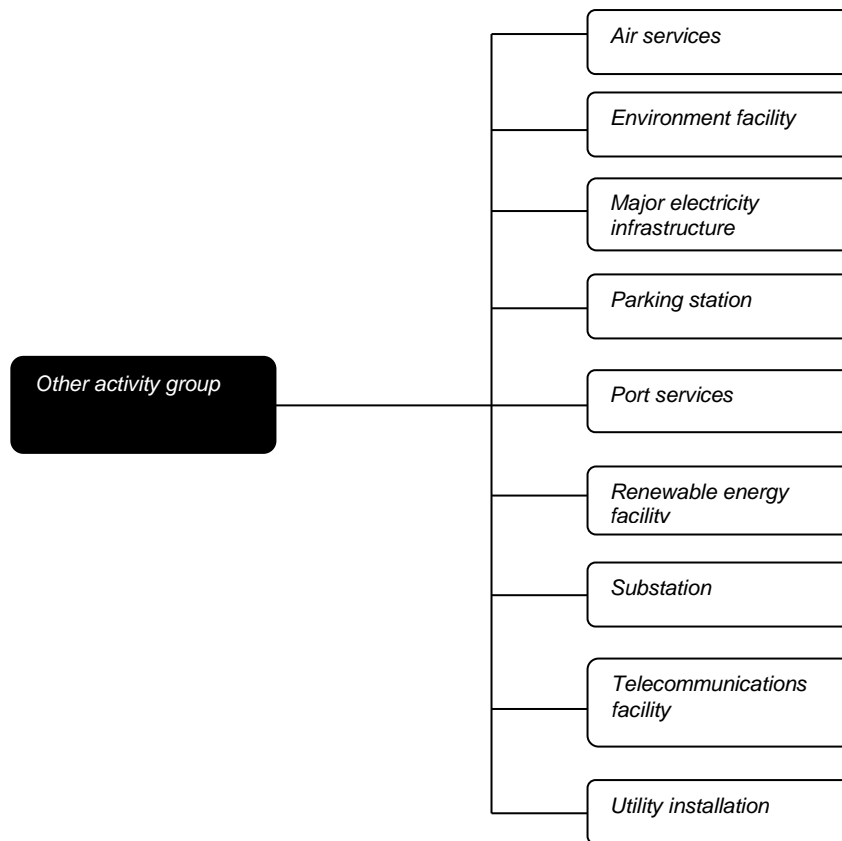 Air services
Environment facility
Major electricity
infrastructure
Parking station
Other activity group
Port services
Renewable energy
facility
Substation
Telecommunications
facility
Utility installation